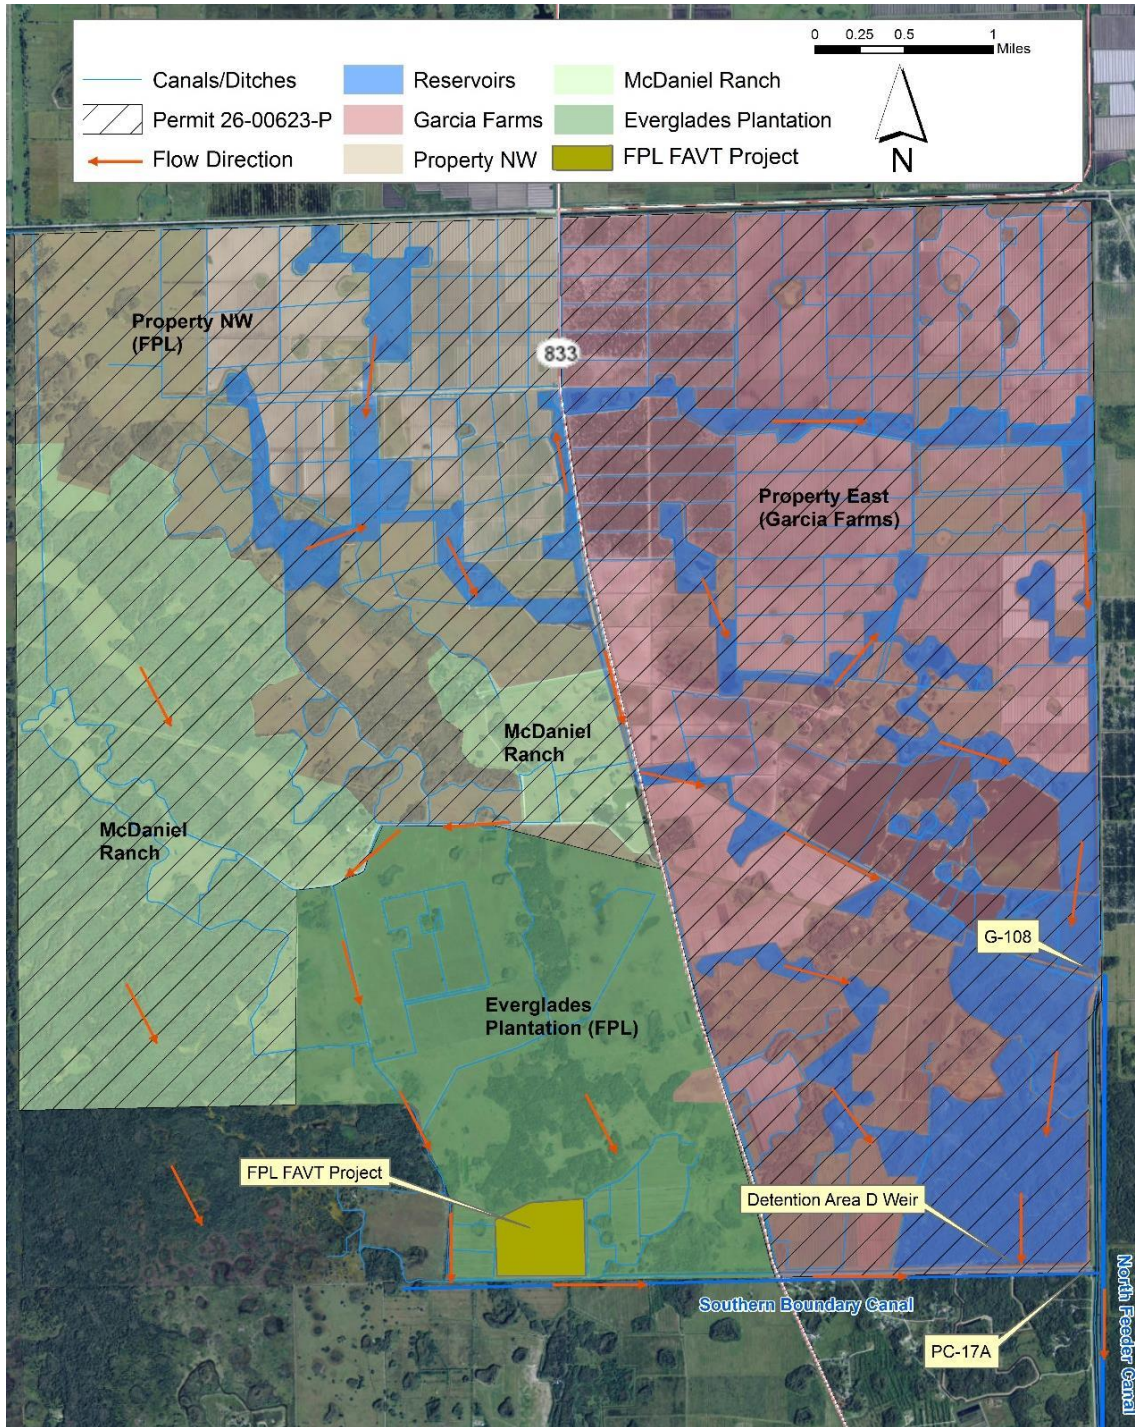 0 0.25 0.5 1
Miles
Canals/Ditches
Reservoirs
McDaniel Ranch
Permit 26-00623-P
Garcia Farms
Everglades Plantation
Flow Direction
Property NW
FPL FAVT Project
N
Property NW
(FPL)
833
Property East
(Garcia Farms)
McDaniel
Ranch
McDaniel
Ranch
G-108
Everglades
Plantation (FPL)
FPL FAVT Project
Detention Area D Weir
Southern Boundary Canal
North Feeder Canal
PC-17A